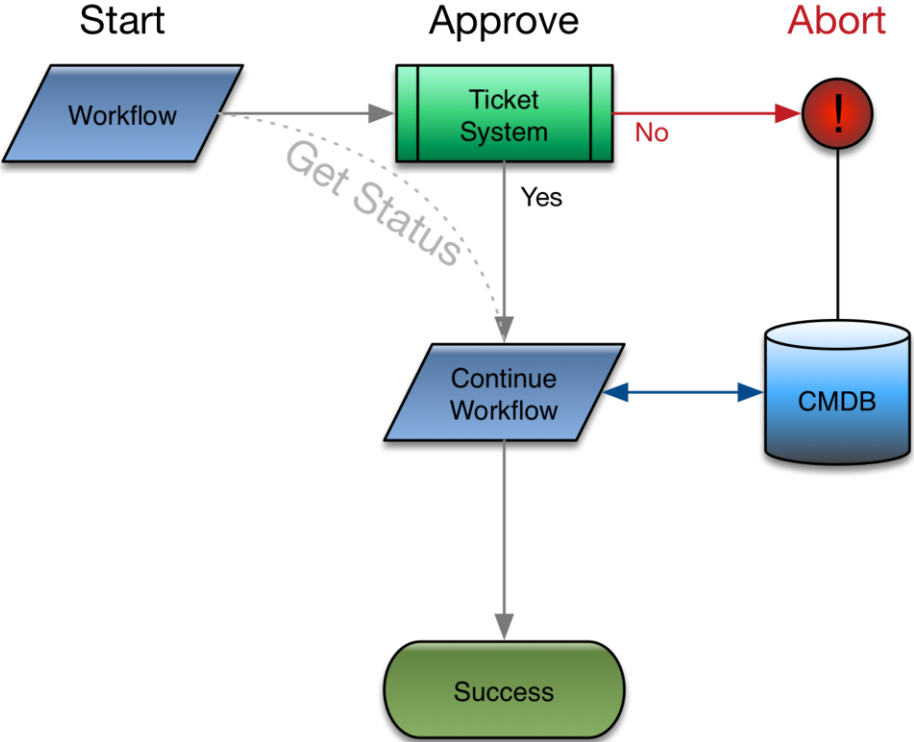 Start
Approve
Abort
Workflow
Ticket
System
!
No
Yes
Get Status
Continue
Workflow
CMDB
Success